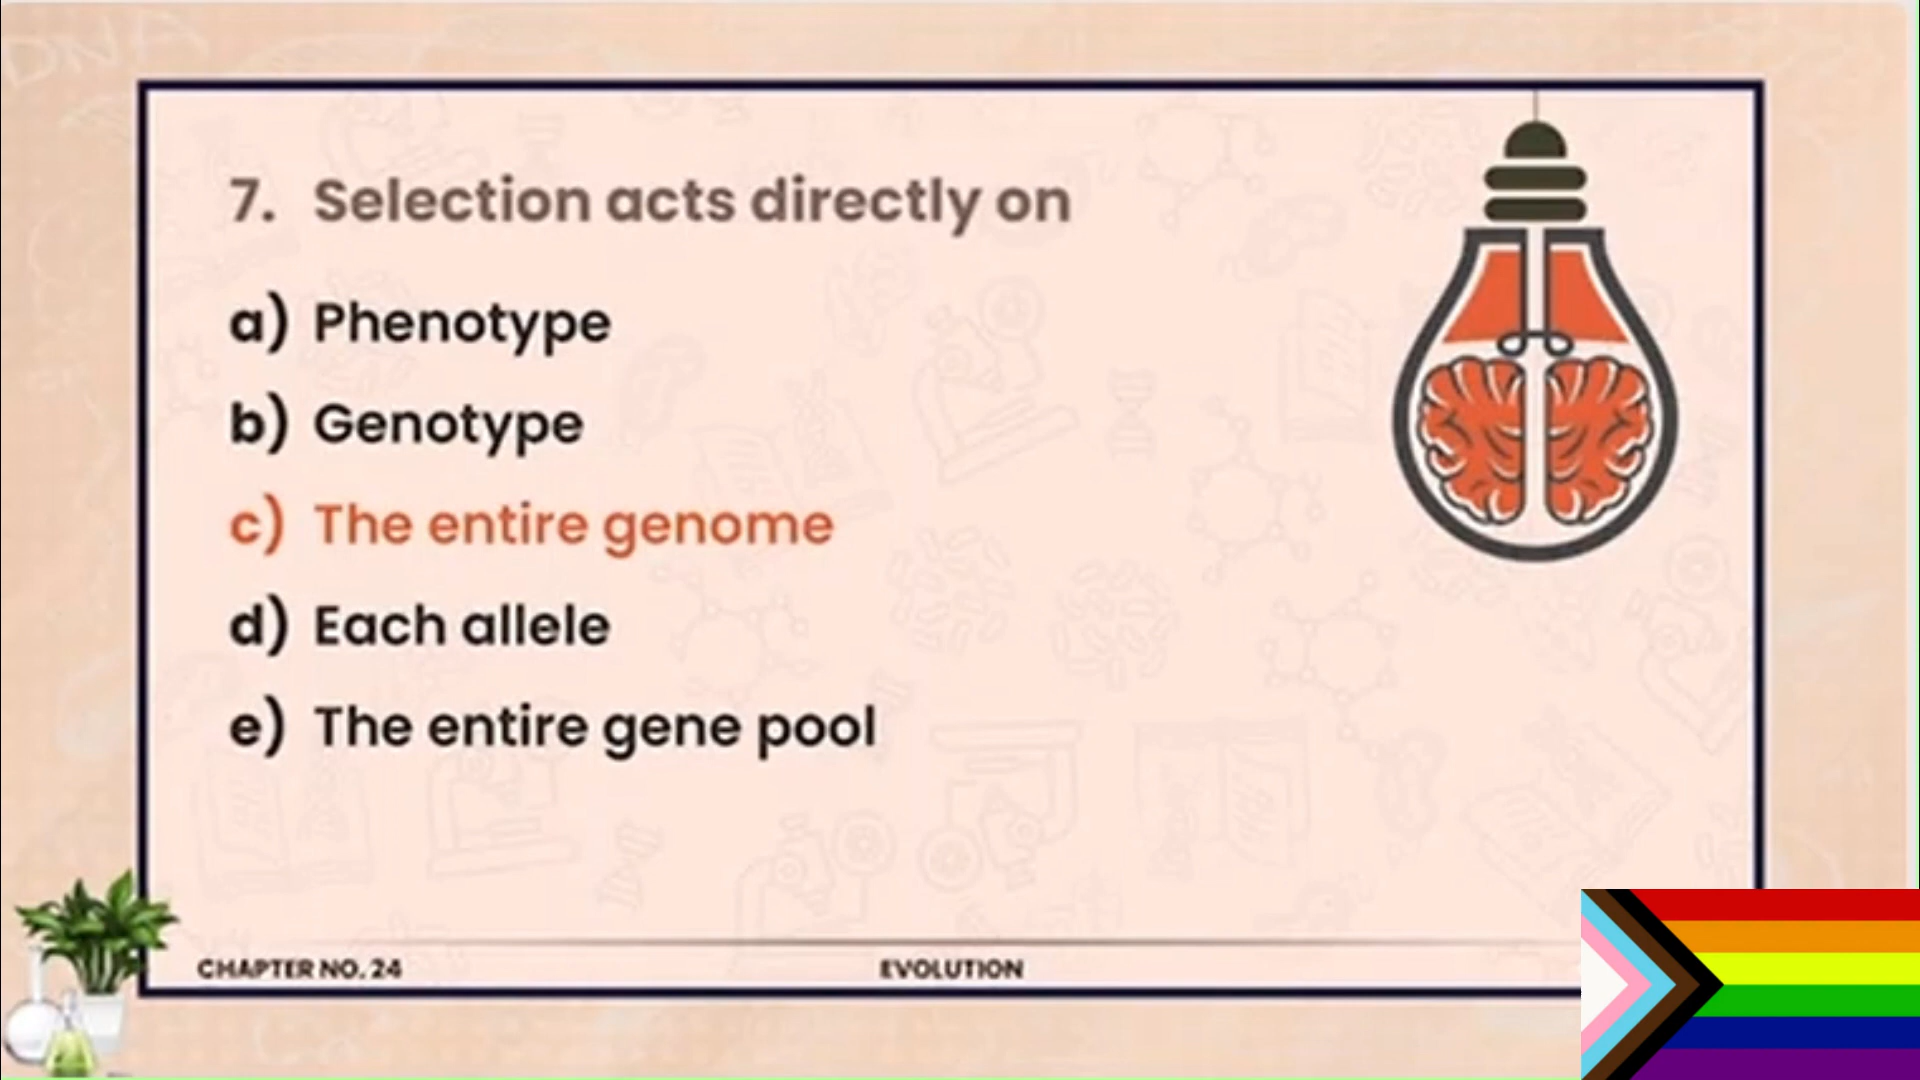 DNA
7. Selection acts directly on
a) Phenotype
b) Genotype
c) The entire genome
d) Each allele
e) The entire gene pool
CHAPTER NO. 24
EVOLUTION